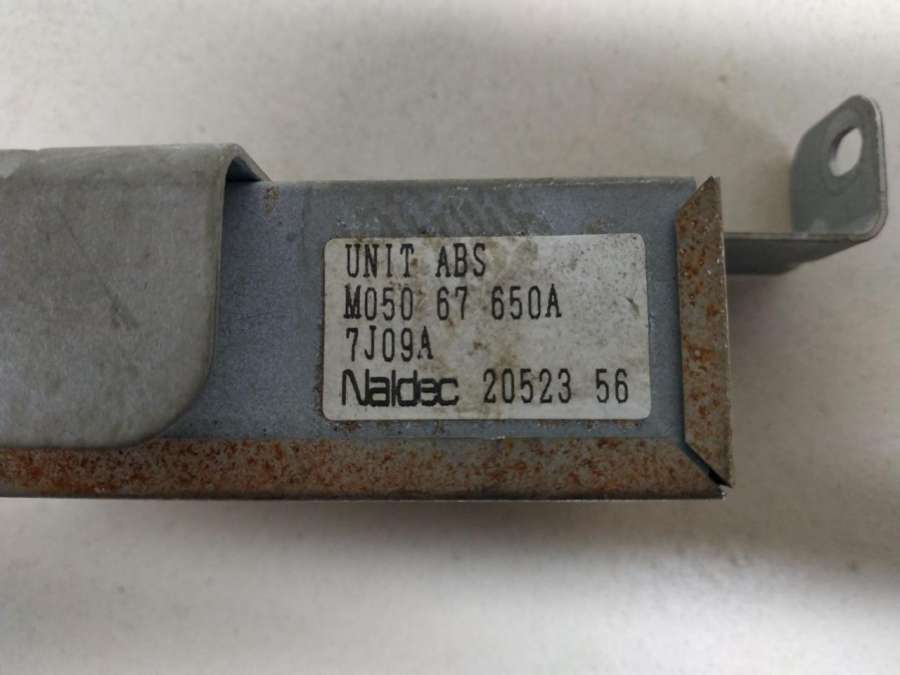 UNIT ABS
M050 67 650A
7J09A
Naldec 20523 56